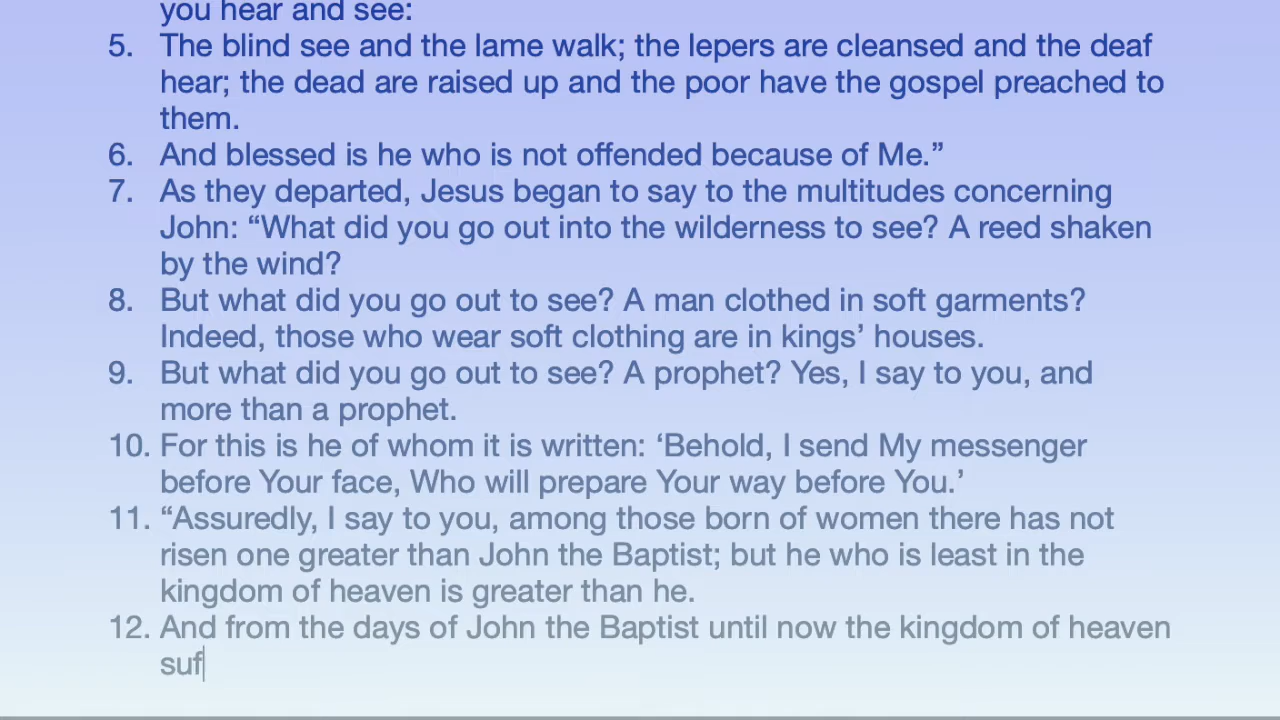 you hear and see:
5. The blind see and the lame walk; the lepers are cleansed and the deaf
hear; the dead are raised up and the poor have the gospel preached to
them.
6. And blessed is he who is not offended because of Me.”
7. As they departed, Jesus began to say to the multitudes concerning
John: “What did you go out into the wilderness to see? A reed shaken
by the wind?
8. But what did you go out to see? A man clothed in soft garments?
Indeed, those who wear soft clothing are in kings’ houses.
9. But what did you go out to see? A prophet? Yes, I say to you, and
more than a prophet.
10. For this is he of whom it is written: ‘Behold, I send My messenger
before Your face, Who will prepare Your way before You.’
11. “Assuredly, I say to you, among those born of women there has not
risen one greater than John the Baptist; but he who is least in the
kingdom of heaven is greater than he.
12. And from the days of John the Baptist until now the kingdom of heaven
suf